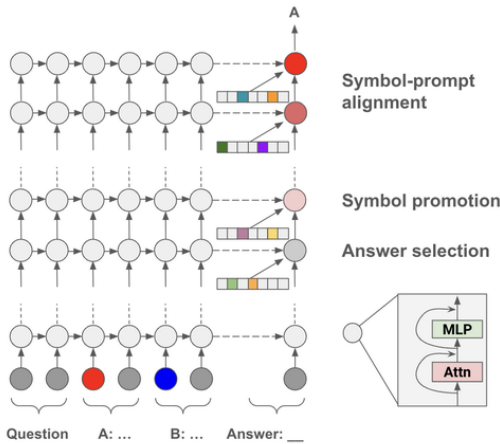 A
Symbol-prompt
alignment
Symbol promotion
Answer selection
MLP
Attn
Question A: ... B: ... Answer: __